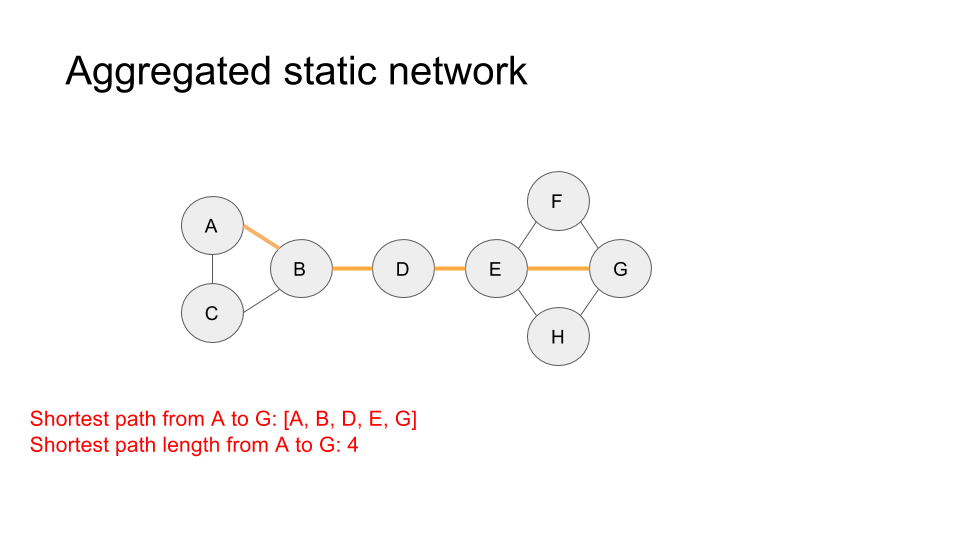 Aggregated static network
F
A
B
D
E
G
C
H
Shortest path from A to G: [A, B, D, E, G]
Shortest path length from A to G: 4